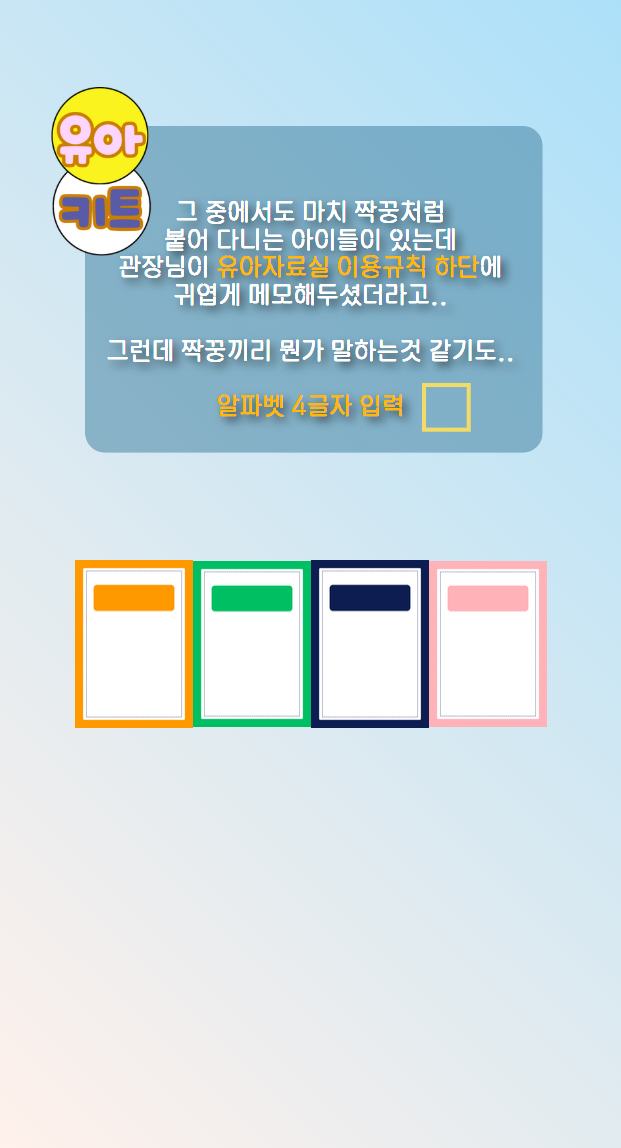 유아
키트
그 중에서도 마치 짝꿍처럼
붙어 다니는 아이들이 있는데
관장님이 유아자료실 이용규칙 하단에
귀엽게 메모해두셨더라고..
그런데 짝꿍끼리 뭔가 말하는것 같기도..
알파벳 4글자 입력